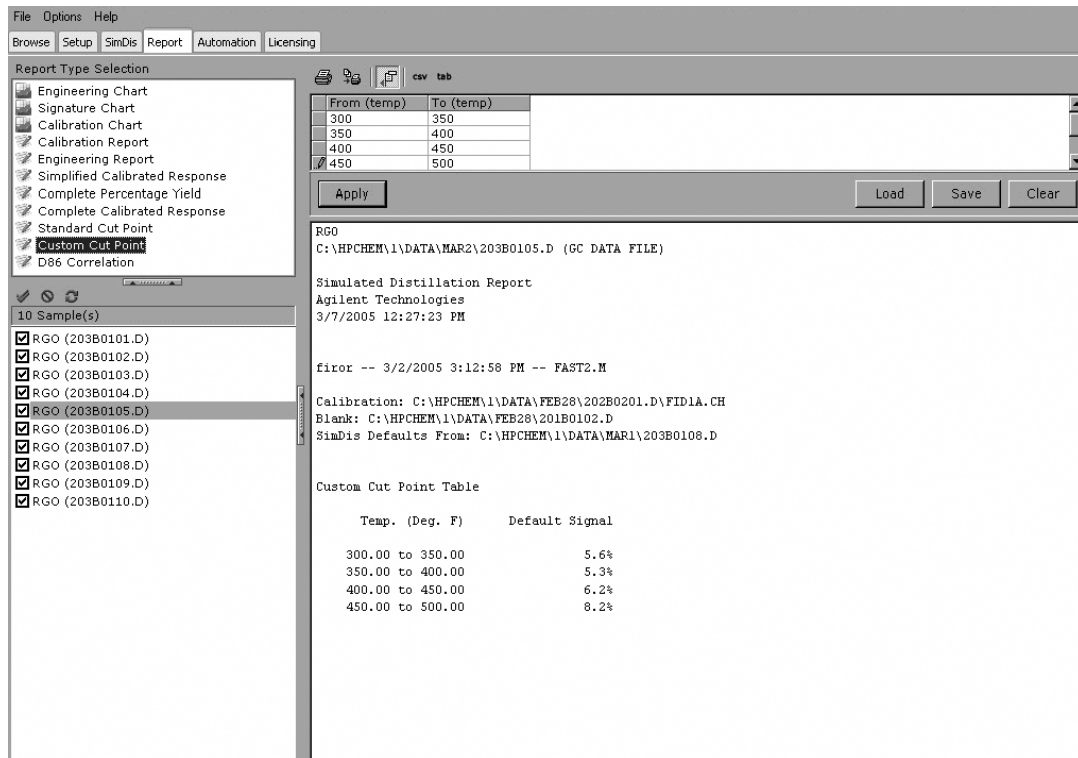 File Options Help
Browse Setup SimDis Report Automation Licensing
Report Type Selection
Engineering Chart
Signature Chart
Calibration Chart
Calibration Report
Engineering Report
Simplified Calibrated Response
Complete Percentage Yield
Complete Calibrated Response
Standard Cut Point
Custom Cut Point
D86 Correlation
10 Sample(s)
RGO (203B0101.D)
RGO (203B0102.D)
RGO (203B0103.D)
RGO (203B0104.D)
RGO (203B0105.D)
RGO (203B0106.D)
RGO (203B0107.D)
RGO (203B0108.D)
RGO (203B0109.D)
RGO (203B0110.D)
csv tab
From (temp) To (temp)
300 350
350 400
400 450
450 500
Apply Load Save Clear
RGO
C:\HPCHEM\1\DATA\MAR2\203B0105.D (GC DATA FILE)
Simulated Distillation Report
Agilent Technologies
3/7/2005 12:27:23 PM
firor -- 3/2/2005 3:12:58 PM -- FAST2.M
Calibration: C:\HPCHEM\1\DATA\FEB28\202B0201.D\FID1A.CH
Blank: C:\HPCHEM\1\DATA\FEB28\201B0102.D
SimDis Defaults From: C:\HPCHEM\1\DATA\MAR1\203B0108.D
Custom Cut Point Table
Temp. (Deg. F) Default Signal
300.00 to 350.00 5.6%
350.00 to 400.00 5.3%
400.00 to 450.00 6.2%
450.00 to 500.00 8.2%